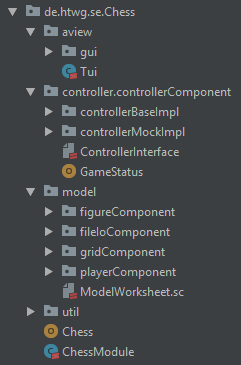 de.htwg.se.Chess
aview
gui
Tui
controller.controllerComponent
controllerBaseImpl
controllerMockImpl
ControllerInterface
GameStatus
model
figureComponent
fileIoComponent
gridComponent
playerComponent
ModelWorksheet.sc
util
Chess
ChessModule